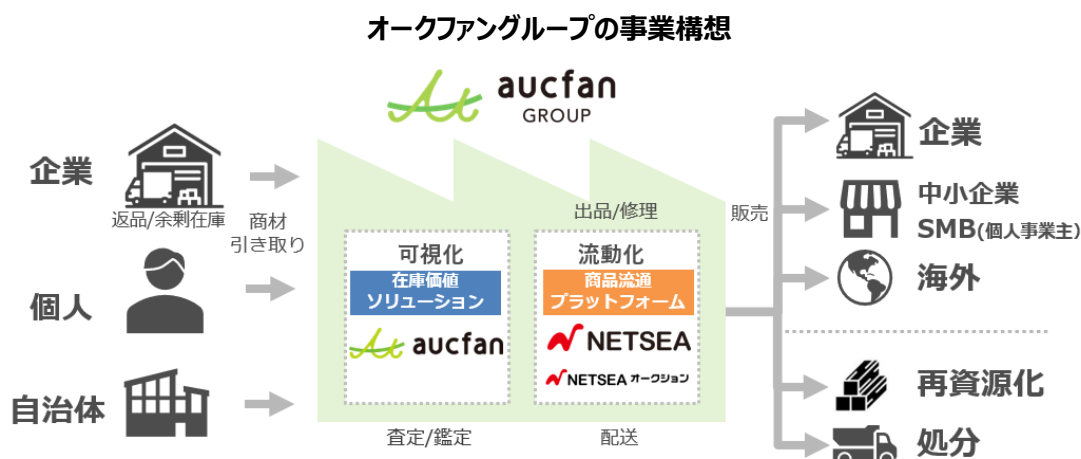 オークファングループの事業構想
aucfan
GROUP
企業
返品/余剰在庫
商材
引き取り
個人
自治体
出品/修理
可視化
在庫価値
ソリューション
aucfan
流動化
商品流通
プラットフォーム
NETSEA
NETSEA オークション
査定/鑑定
配送
販売
企業
中小企業
SMB(個人事業主)
海外
再資源化
処分